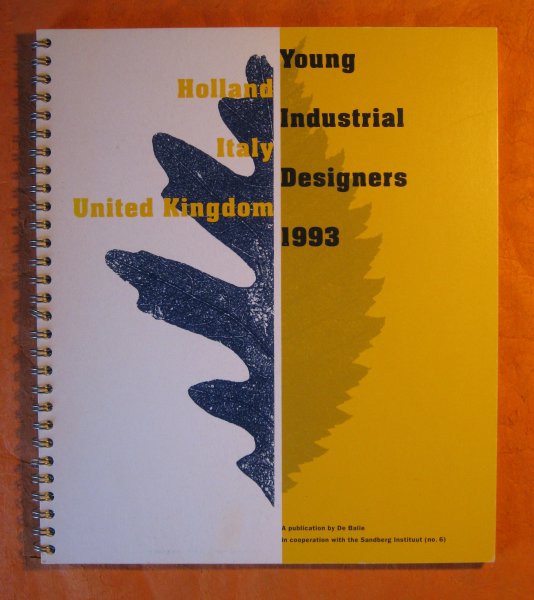 Young
Holland
Industrial
Italy
Designers
United Kingdom
1993
A publication by De Balie
in cooperation with the Sandberg Instituut (no. 6)